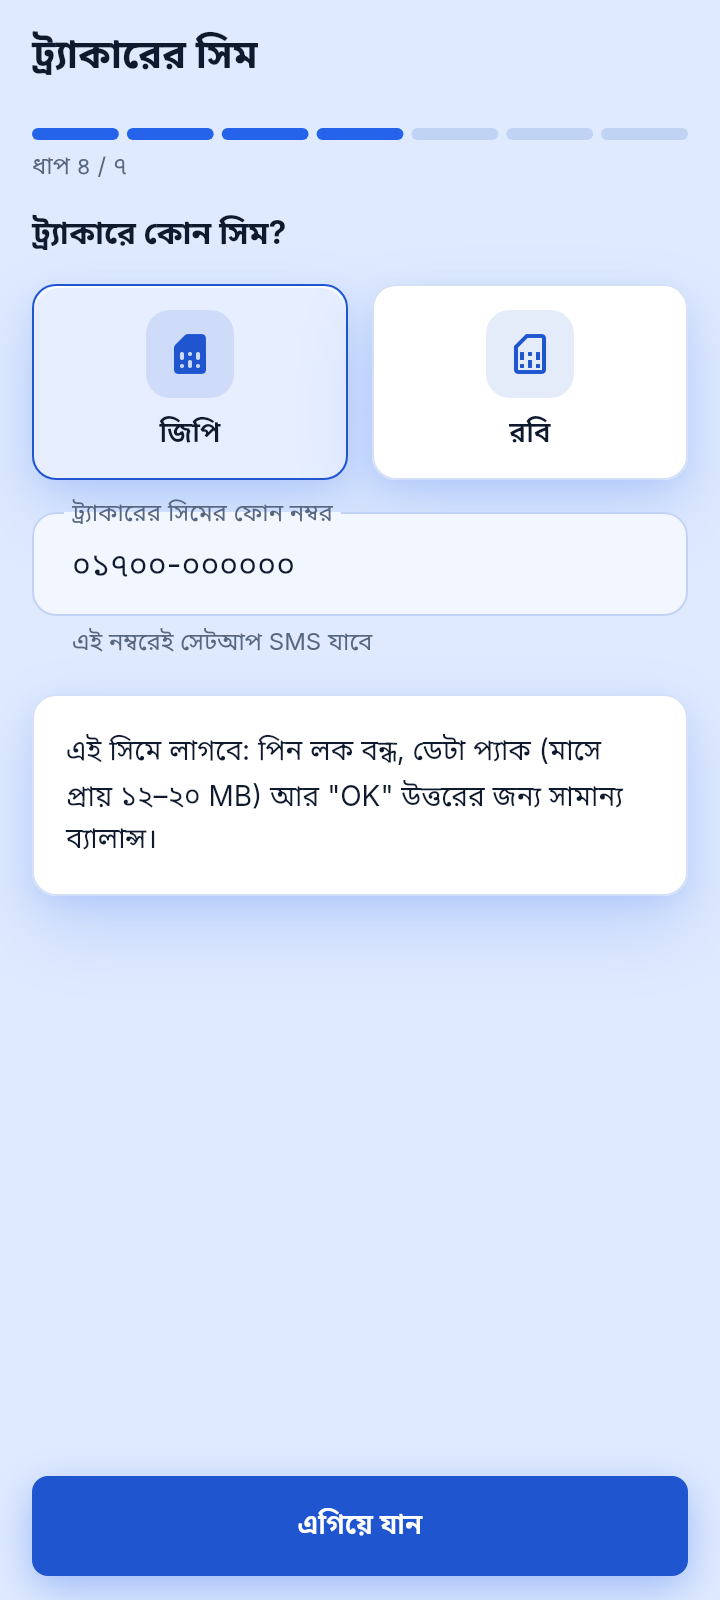 ট্র্যাকারের সিম
ধাপ ৪ / ৭
ট্র্যাকারে কোন সিম?
জিপি
রবি
ট্র্যাকারের সিমের ফোন নম্বর
০১৭০০-০০০০০০
এই নম্বরেই সেটআপ SMS যাবে
এই সিমে লাগবে: পিন লক বন্ধ, ডেটা প্যাক (মাসে
প্রায় ১২–২০ MB) আর "OK" উত্তরের জন্য সামান্য
ব্যালান্স।
এগিয়ে যান